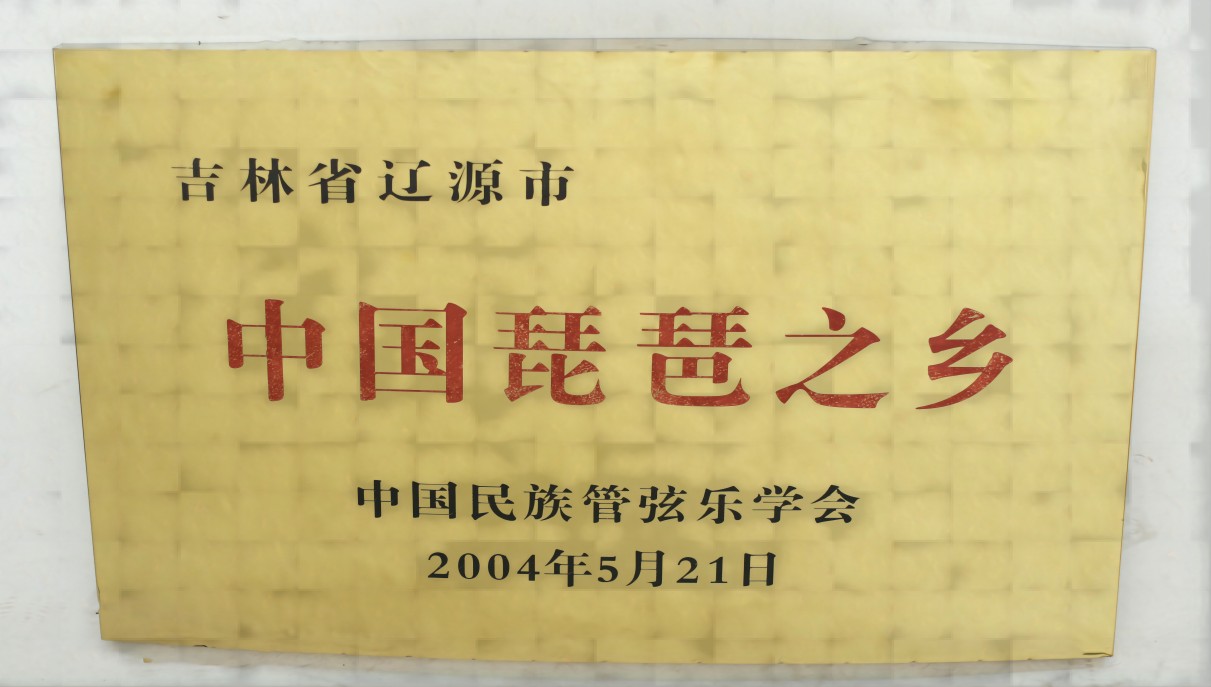 吉林省辽源市
中国琵琶之乡
中国民族管弦乐学会
2004年5月21日